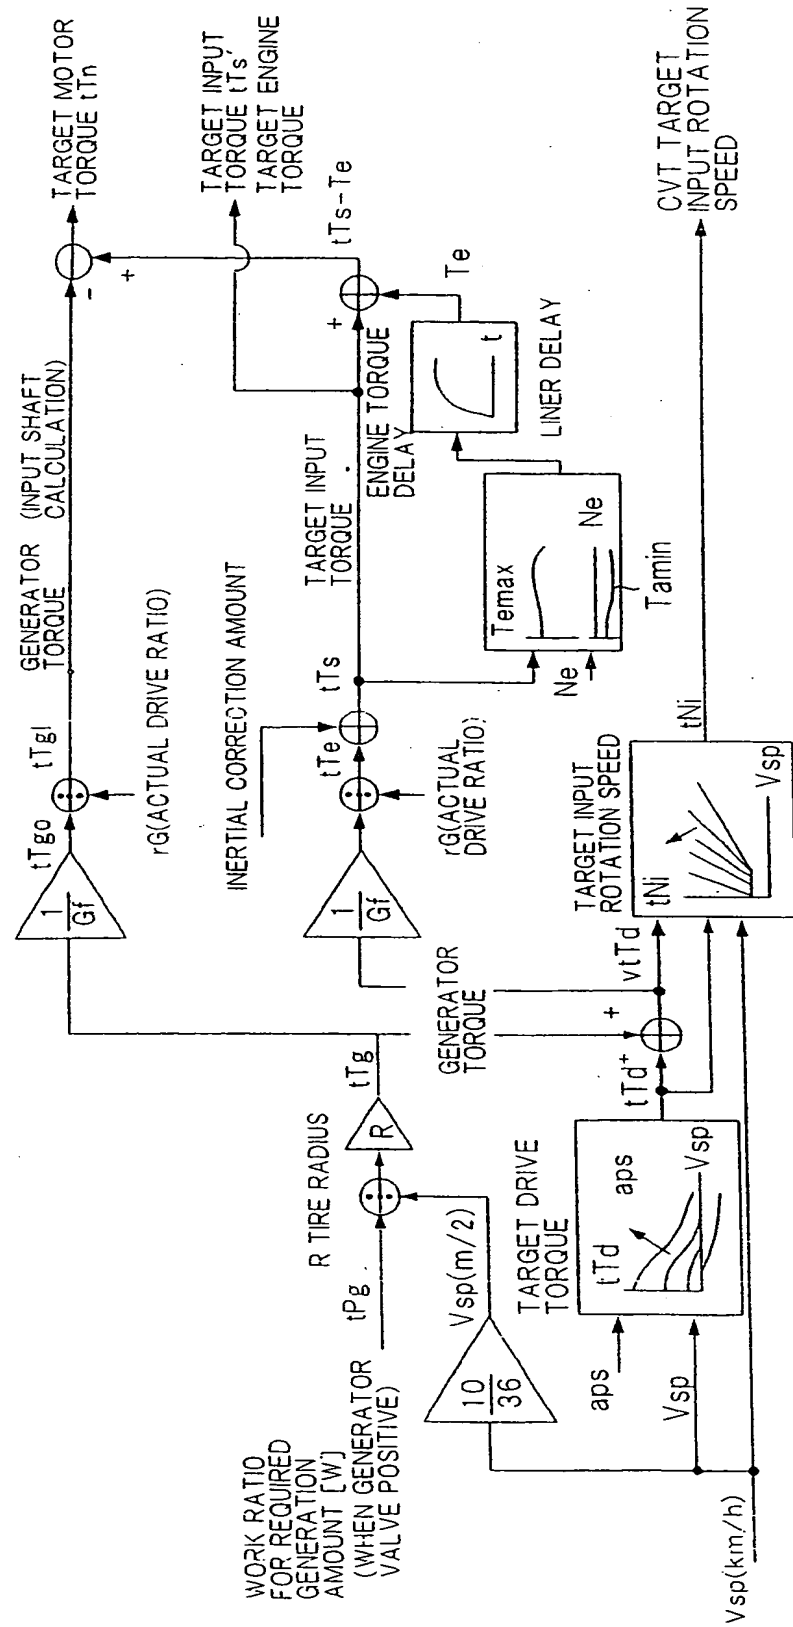 WORK RATIO
FOR REQUIRED
GENERATION
AMOUNT [W]
(WHEN GENERATOR
VALVE POSITIVE)
tPg
R TIRE RADIUS
R
tTg
1
Gf
tTgo
tTgl
rG(ACTUAL DRIVE RATIO)
GENERATOR (INPUT SHAFT
TORQUE CALCULATION)
-
+
TARGET MOTOR
TORQUE tTn
TARGET INPUT
TORQUE tTs'
TARGET ENGINE
TORQUE
INERTIAL CORRECTION AMOUNT
1
Gf
tTe
rG(ACTUAL
DRIVE RATIO)
tTs
TARGET INPUT
TORQUE
ENGINE TORQUE
DELAY
+
tTs-Te
Te
t
LINER DELAY
Temax
Ne
Ne
Tamin
Vsp(m/2)
10
36
GENERATOR
TORQUE
+
vtTd
tTd+
TARGET DRIVE
TORQUE
tTd
aps
Vsp
aps
Vsp
Vsp(km/h)
TARGET INPUT
ROTATION SPEED
tNi
Vsp
tNi
CVT TARGET
INPUT ROTATION
SPEED